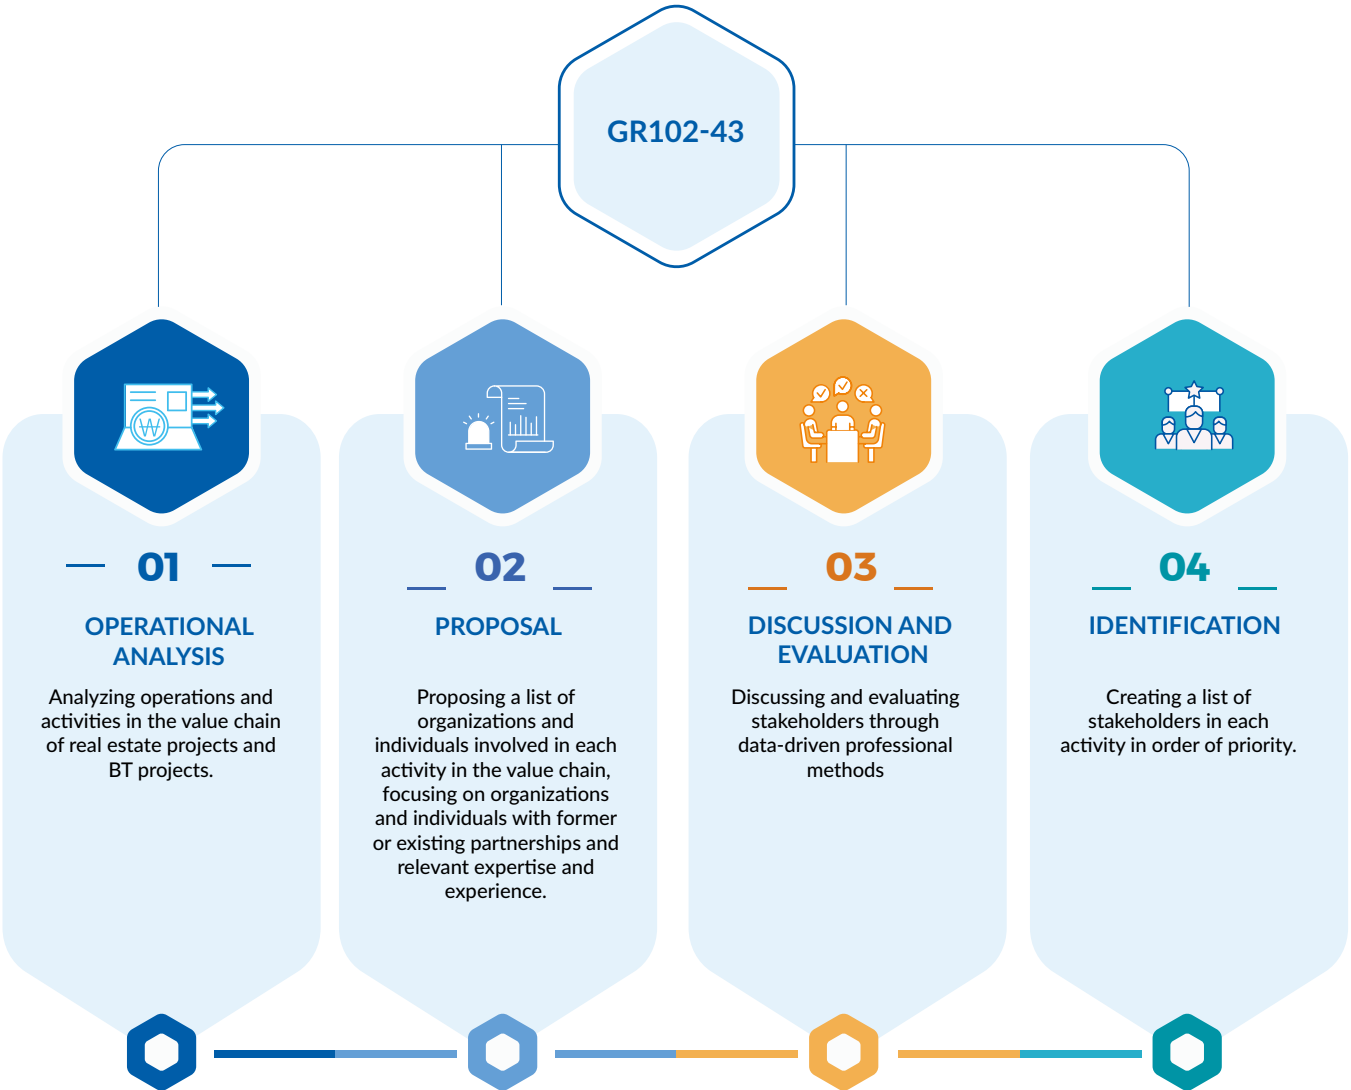 GR102-43
01
OPERATIONAL
ANALYSIS
Analyzing operations and
activities in the value chain
of real estate projects and
BT projects.
02
PROPOSAL
Proposing a list of
organizations and
individuals involved in each
activity in the value chain,
focusing on organizations
and individuals with former
or existing partnerships and
relevant expertise and
experience.
03
DISCUSSION AND
EVALUATION
Discussing and evaluating
stakeholders through
data-driven professional
methods
04
IDENTIFICATION
Creating a list of
stakeholders in each
activity in order of priority.